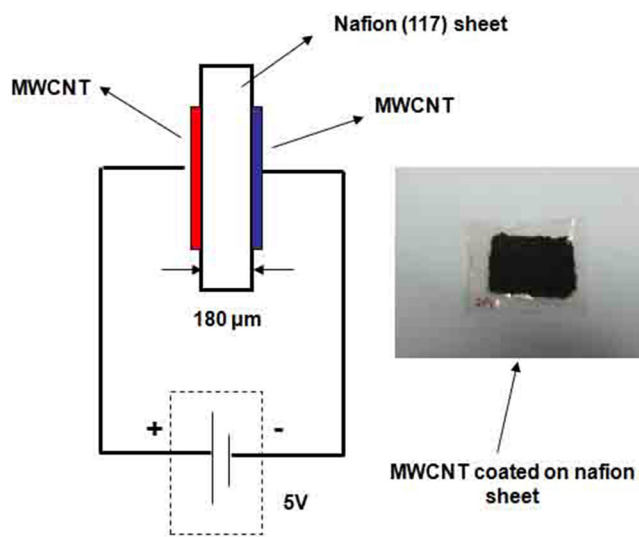 Nafion (117) sheet
MWCNT
MWCNT
180 µm
+
-
5V
MWCNT coated on nafion
sheet